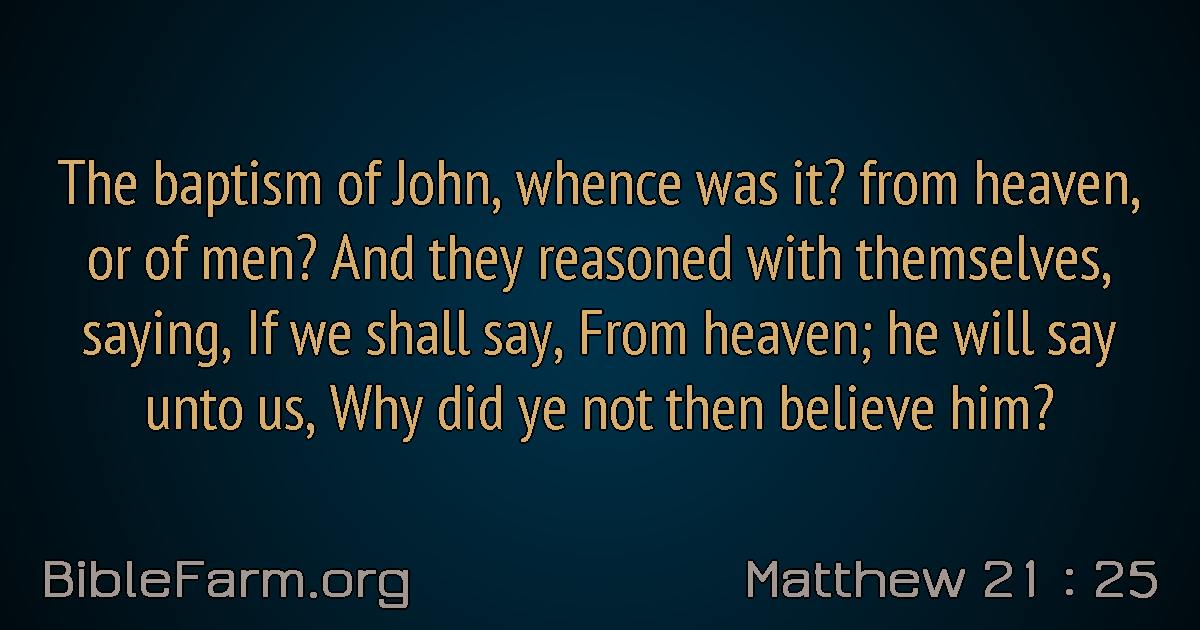 The baptism of John, whence was it? from heaven,
or of men? And they reasoned with themselves,
saying, If we shall say, From heaven; he will say
unto us, Why did ye not then believe him?
BibleFarm.org
Matthew 21 : 25